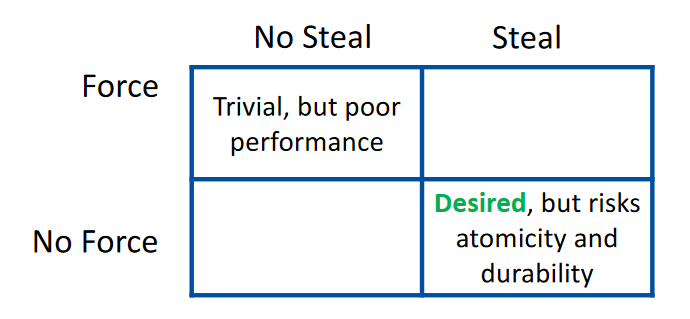 No Steal Steal
Force
Trivial, but poor
performance
No Force
Desired, but risks
atomicity and
durability